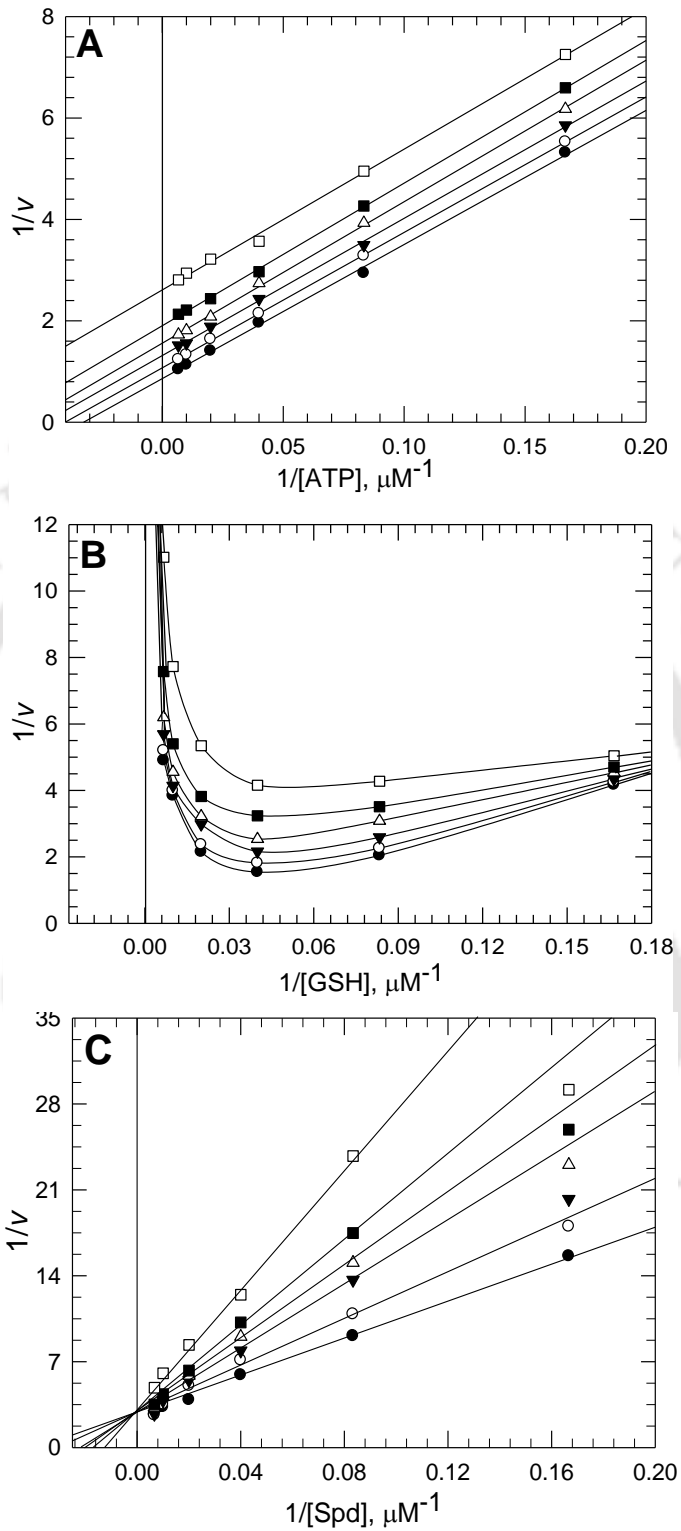 A
8
6
4
2
0
1/v
0.00 0.05 0.10 0.15 0.20
1/[ATP], μM⁻¹
B
12
10
8
6
4
2
0
1/v
0.00 0.03 0.06 0.09 0.12 0.15 0.18
1/[GSH], μM⁻¹
C
35
28
21
14
7
0
1/v
0.00 0.04 0.08 0.12 0.16 0.20
1/[Spd], μM⁻¹